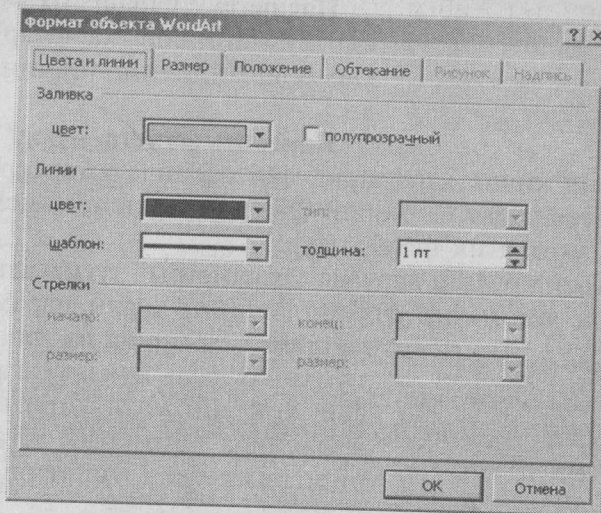 Формат объекта WordArt ? ×
Цвета и линии Размер Положение Обтекание Рисунок Надпись
Заливка
цвет: полупрозрачный
Линии
цвет: тип:
шаблон: толщина: 1 пт
Стрелки
начало: конец:
размер: размер:
ОК Отмена